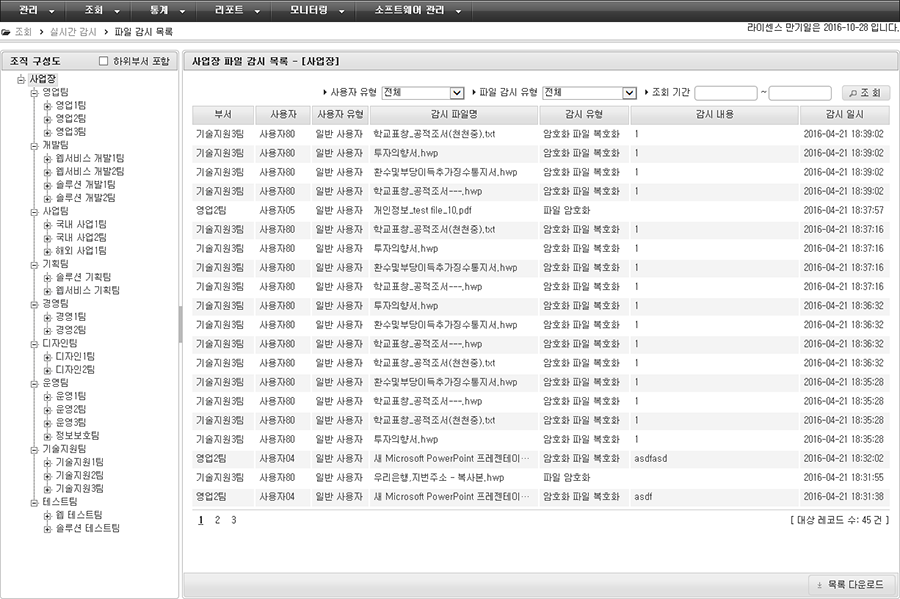 관리 조회 통계 리포트 모니터링 소프트웨어 관리
조회 > 실시간 감시 > 파일 감시 목록
라이센스 만기일은 2016-10-28 입니다.
조직 구성도 하위부서 포함
사업장
영업팀
영업1팀
영업2팀
영업3팀
개발팀
웹서비스 개발1팀
웹서비스 개발2팀
솔루션 개발1팀
솔루션 개발2팀
사업팀
국내 사업1팀
국내 사업2팀
해외 사업1팀
기획팀
솔루션 기획팀
웹서비스 기획팀
경영팀
경영1팀
경영2팀
디자인팀
디자인1팀
디자인2팀
운영팀
운영1팀
운영2팀
운영3팀
정보보호팀
기술지원팀
기술지원1팀
기술지원2팀
기술지원3팀
테스트팀
웹 테스트팀
솔루션 테스트팀
사업장 파일 감시 목록 - [사업장]
사용자 유형 전체 파일 감시 유형 전체 조회 기간 ~ 조회
부서 사용자 사용자 유형 감시 파일명 감시 유형 감시 내용 감시 일시
기술지원3팀 사용자80 일반 사용자 학교표창_공적조서(천천중).txt 암호화 파일 복호화 1 2016-04-21 18:39:02
기술지원3팀 사용자80 일반 사용자 투자의향서.hwp 암호화 파일 복호화 1 2016-04-21 18:39:02
기술지원3팀 사용자80 일반 사용자 환수및부당이득추가징수통지서.hwp 암호화 파일 복호화 1 2016-04-21 18:39:02
기술지원3팀 사용자80 일반 사용자 학교표창_공적조서---.hwp 암호화 파일 복호화 1 2016-04-21 18:39:02
영업2팀 사용자05 일반 사용자 개인정보_test file_10.pdf 파일 암호화 2016-04-21 18:37:57
기술지원3팀 사용자80 일반 사용자 학교표창_공적조서(천천중).txt 암호화 파일 복호화 1 2016-04-21 18:37:16
기술지원3팀 사용자80 일반 사용자 투자의향서.hwp 암호화 파일 복호화 1 2016-04-21 18:37:16
기술지원3팀 사용자80 일반 사용자 환수및부당이득추가징수통지서.hwp 암호화 파일 복호화 1 2016-04-21 18:37:16
기술지원3팀 사용자80 일반 사용자 학교표창_공적조서---.hwp 암호화 파일 복호화 1 2016-04-21 18:37:16
기술지원3팀 사용자80 일반 사용자 투자의향서.hwp 암호화 파일 복호화 1 2016-04-21 18:36:32
기술지원3팀 사용자80 일반 사용자 환수및부당이득추가징수통지서.hwp 암호화 파일 복호화 1 2016-04-21 18:36:32
기술지원3팀 사용자80 일반 사용자 학교표창_공적조서---.hwp 암호화 파일 복호화 1 2016-04-21 18:36:32
기술지원3팀 사용자80 일반 사용자 학교표창_공적조서(천천중).txt 암호화 파일 복호화 1 2016-04-21 18:36:32
기술지원3팀 사용자80 일반 사용자 환수및부당이득추가징수통지서.hwp 암호화 파일 복호화 1 2016-04-21 18:35:28
기술지원3팀 사용자80 일반 사용자 학교표창_공적조서---.hwp 암호화 파일 복호화 1 2016-04-21 18:35:28
기술지원3팀 사용자80 일반 사용자 학교표창_공적조서(천천중).txt 암호화 파일 복호화 1 2016-04-21 18:35:28
기술지원3팀 사용자80 일반 사용자 투자의향서.hwp 암호화 파일 복호화 1 2016-04-21 18:35:28
영업2팀 사용자04 일반 사용자 새 Microsoft PowerPoint 프레젠테이… 암호화 파일 복호화 asdfasd 2016-04-21 18:32:02
기술지원3팀 사용자80 일반 사용자 우리은행.지번주소 - 복사본.hwp 파일 암호화 2016-04-21 18:31:55
영업2팀 사용자04 일반 사용자 새 Microsoft PowerPoint 프레젠테이… 암호화 파일 복호화 asdf 2016-04-21 18:31:38
1 2 3 [ 대상 레코드 수: 45 건 ]
목록 다운로드